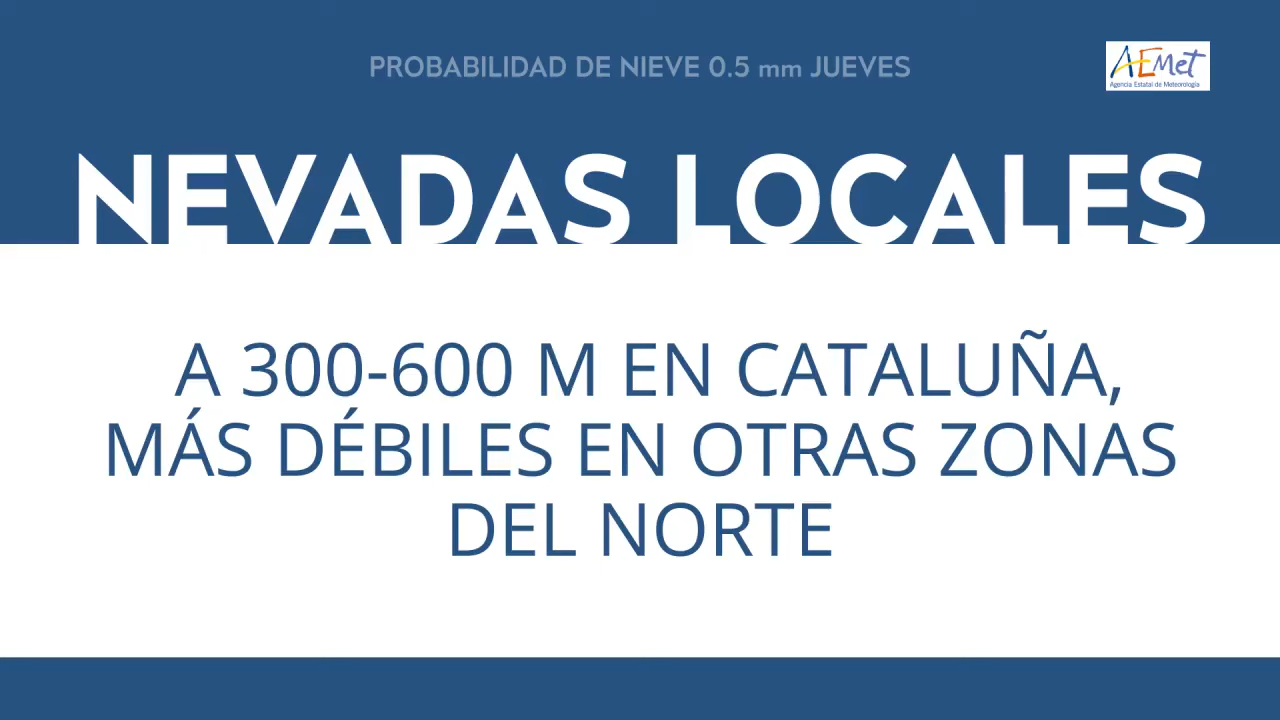 PROBABILIDAD DE NIEVE 0.5 mm JUEVES
AEMet
Agencia Estatal de Meteorología
NEVADAS LOCALES
A 300-600 M EN CATALUÑA,
MÁS DÉBILES EN OTRAS ZONAS
DEL NORTE